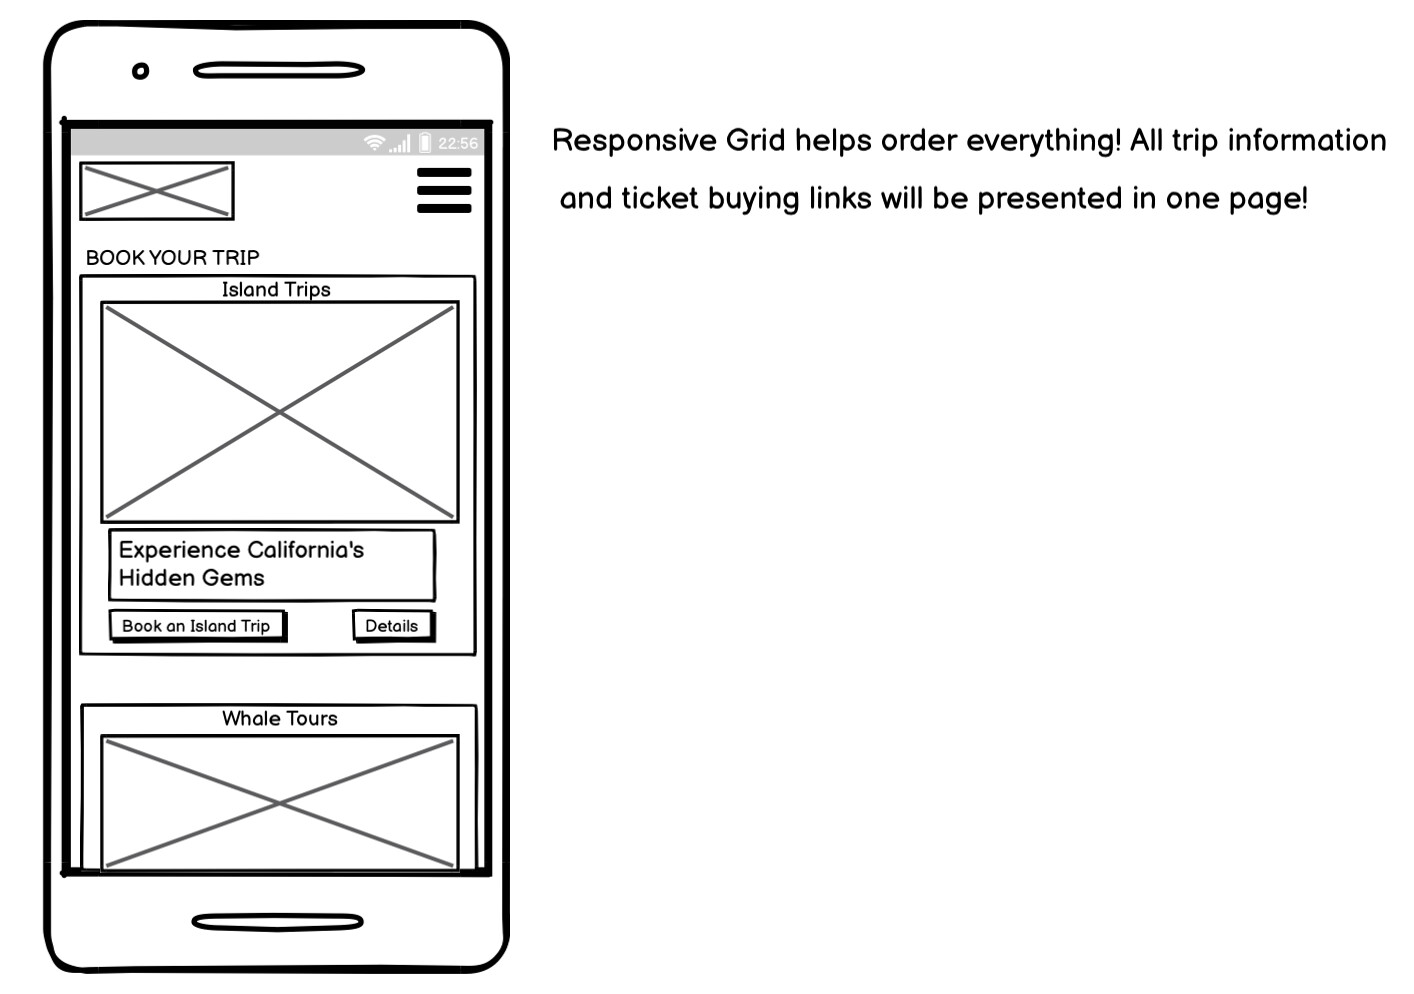 22:56
Responsive Grid helps order everything! All trip information
and ticket buying links will be presented in one page!
BOOK YOUR TRIP
Island Trips
Experience California's
Hidden Gems
Book an Island Trip
Details
Whale Tours